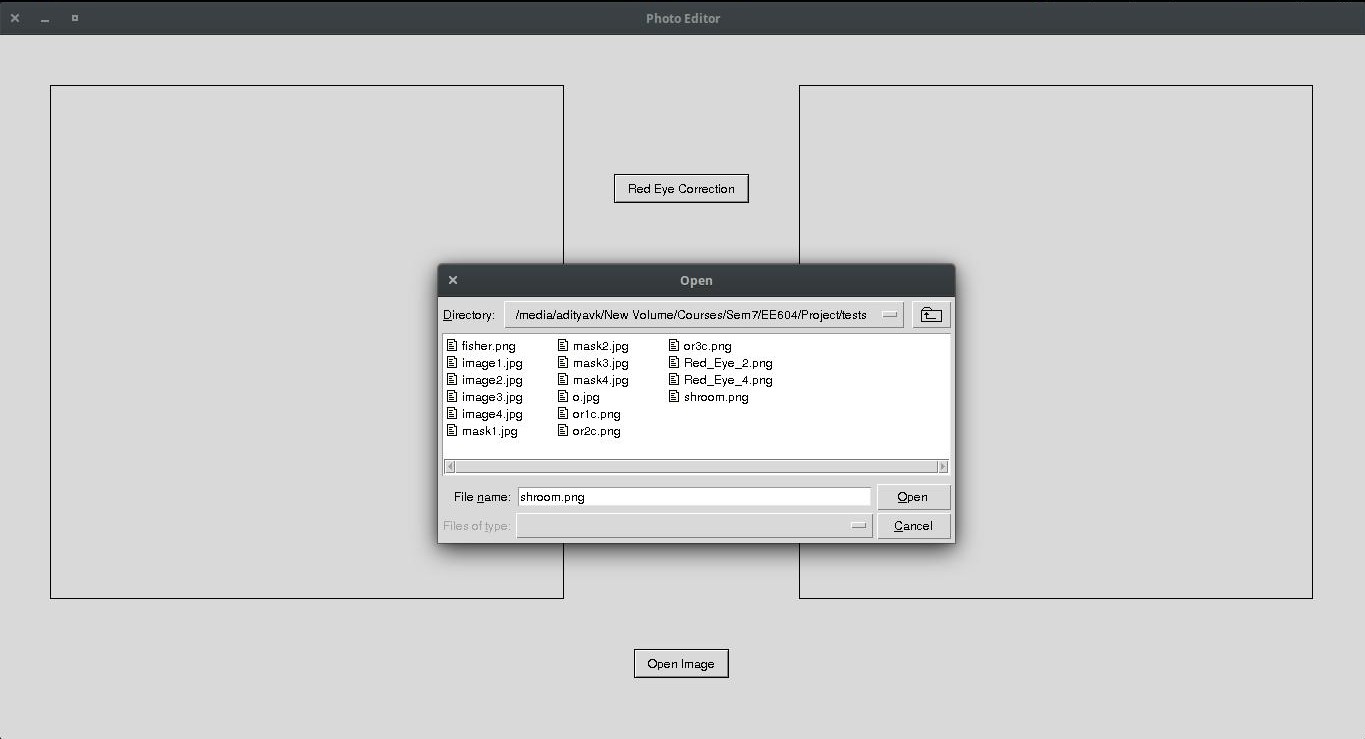 Photo Editor
Red Eye Correction
Open
Directory: /media/adityavk/New Volume/Courses/Sem7/EE604/Project/tests
fisher.png mask2.jpg or3c.png
image1.jpg mask3.jpg Red_Eye_2.png
image2.jpg mask4.jpg Red_Eye_4.png
image3.jpg o.jpg shroom.png
image4.jpg or1c.png
mask1.jpg or2c.png
File name: shroom.png Open
Files of type: Cancel
Open Image